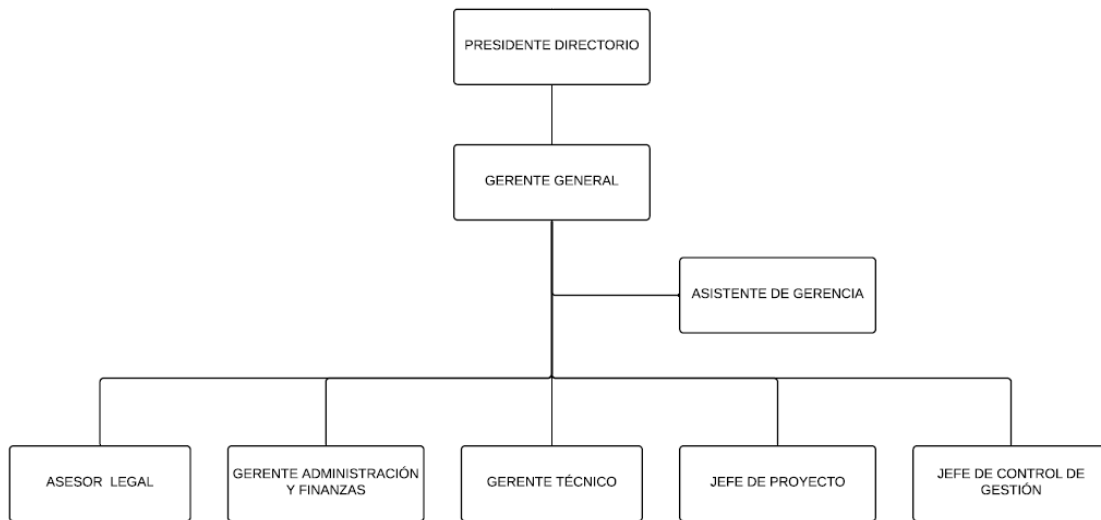 PRESIDENTE DIRECTORIO
GERENTE GENERAL
ASISTENTE DE GERENCIA
ASESOR LEGAL
GERENTE ADMINISTRACIÓN
Y FINANZAS
GERENTE TÉCNICO
JEFE DE PROYECTO
JEFE DE CONTROL DE
GESTIÓN